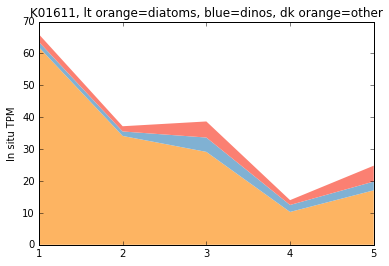 K01611, lt orange=diatoms, blue=dinos, dk orange=other
70
60
50
40
30
20
10
0
In situ TPM
1 2 3 4 5